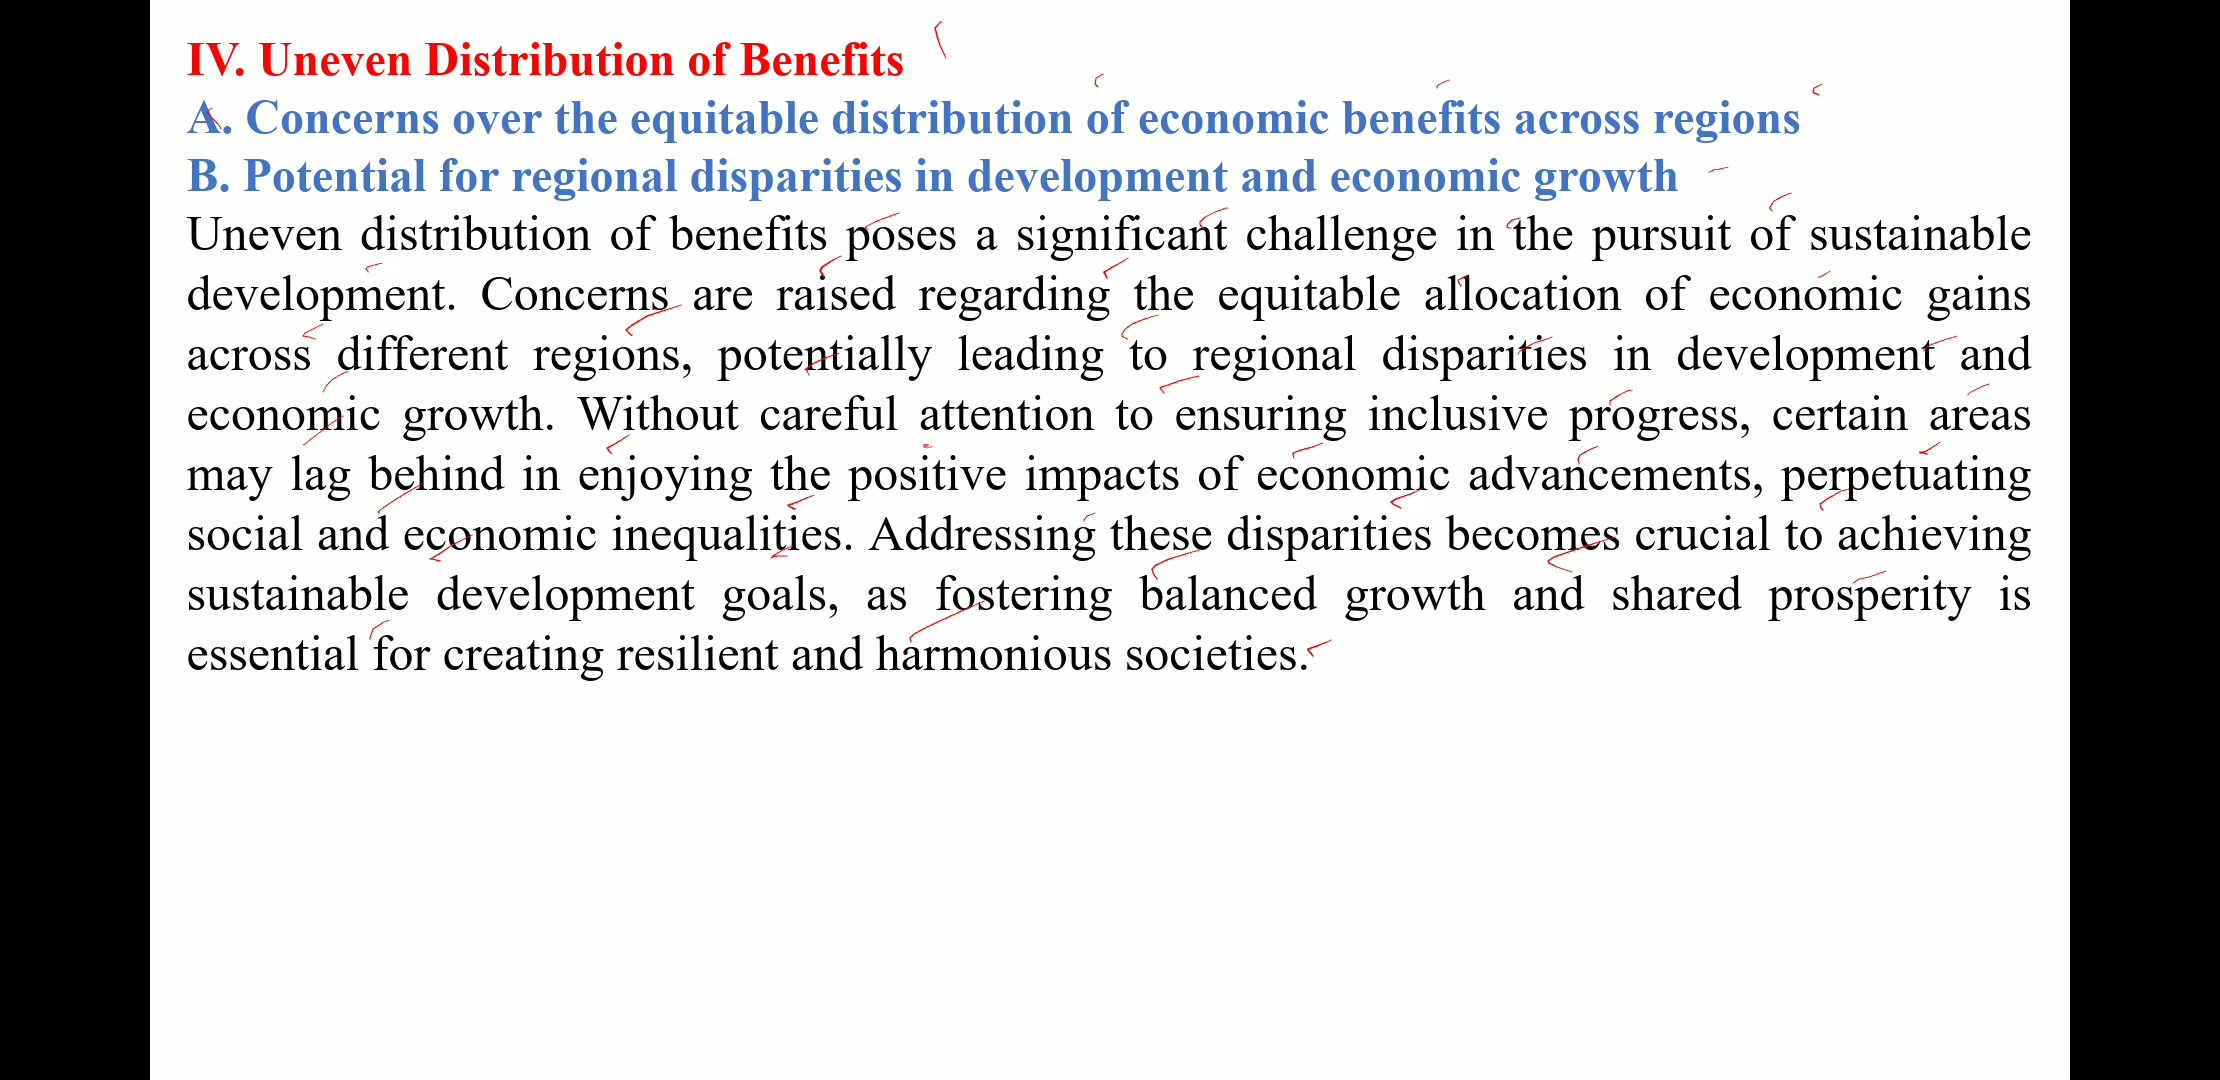 IV. Uneven Distribution of Benefits
A. Concerns over the equitable distribution of economic benefits across regions
B. Potential for regional disparities in development and economic growth
Uneven distribution of benefits poses a significant challenge in the pursuit of sustainable
development. Concerns are raised regarding the equitable allocation of economic gains
across different regions, potentially leading to regional disparities in development and
economic growth. Without careful attention to ensuring inclusive progress, certain areas
may lag behind in enjoying the positive impacts of economic advancements, perpetuating
social and economic inequalities. Addressing these disparities becomes crucial to achieving
sustainable development goals, as fostering balanced growth and shared prosperity is
essential for creating resilient and harmonious societies.